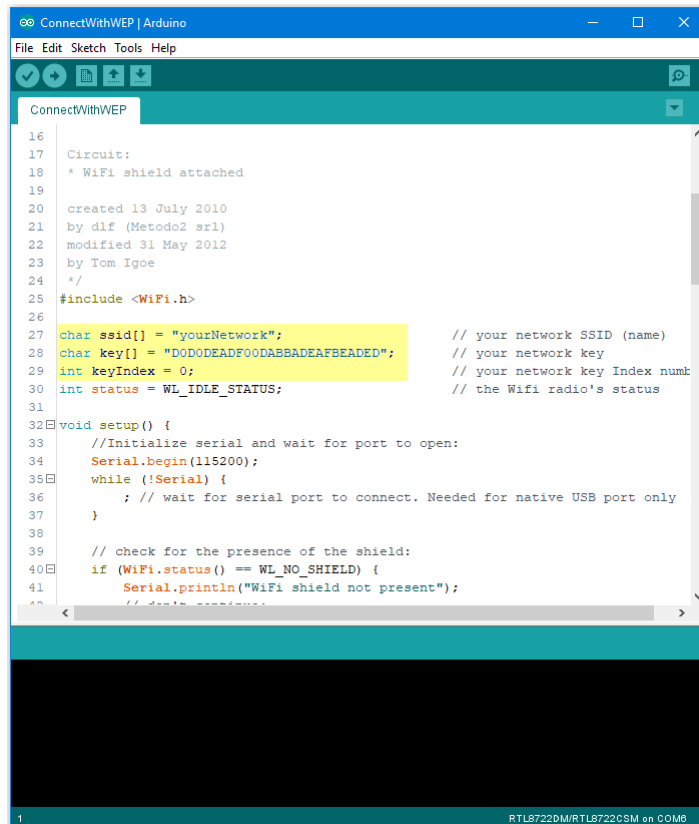 ConnectWithWEP | Arduino
File Edit Sketch Tools Help
ConnectWithWEP
16
17 Circuit:
18 * WiFi shield attached
19
20 created 13 July 2010
21 by dlf (Metodo2 srl)
22 modified 31 May 2012
23 by Tom Igoe
24 */
25 #include <WiFi.h>
26
27 char ssid[] = "yourNetwork"; // your network SSID (name)
28 char key[] = "D0D0DEADF00DABBADEAFBEADED"; // your network key
29 int keyIndex = 0; // your network key Index numb
30 int status = WL_IDLE_STATUS; // the Wifi radio's status
31
32 void setup() {
33 //Initialize serial and wait for port to open:
34 Serial.begin(115200);
35 while (!Serial) {
36 ; // wait for serial port to connect. Needed for native USB port only
37 }
38
39 // check for the presence of the shield:
40 if (WiFi.status() == WL_NO_SHIELD) {
41 Serial.println("WiFi shield not present");
42 // don't continue:
1 RTL8722DM/RTL8722CSM on COM6